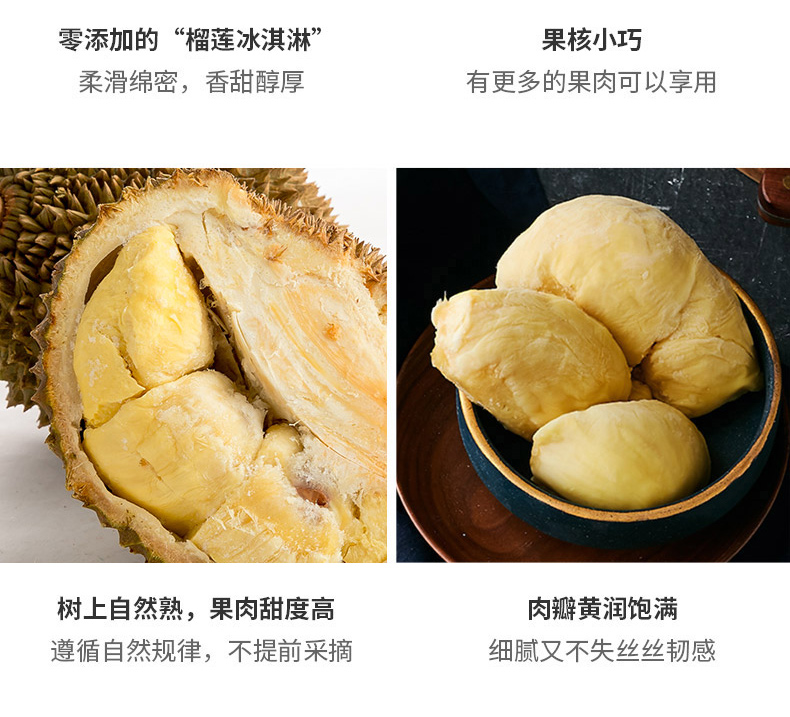 零添加的“榴莲冰淇淋”
柔滑绵密，香甜醇厚
果核小巧
有更多的果肉可以享用
树上自然熟，果肉甜度高
遵循自然规律，不提前采摘
肉瓣黄润饱满
细腻又不失丝丝韧感